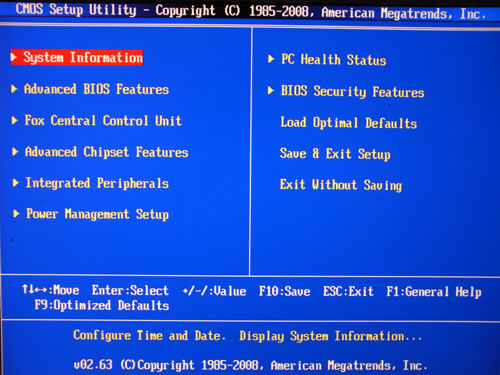 CMOS Setup Utility - Copyright (C) 1985-2008, American Megatrends, Inc.
System Information
Advanced BIOS Features
Fox Central Control Unit
Advanced Chipset Features
Integrated Peripherals
Power Management Setup
PC Health Status
BIOS Security Features
Load Optimal Defaults
Save & Exit Setup
Exit Without Saving
↑↓↔:Move Enter:Select +/-/:Value F10:Save ESC:Exit F1:General Help
F9:Optimized Defaults
Configure Time and Date. Display System Information...
v02.63 (C)Copyright 1985-2008, American Megatrends, Inc.